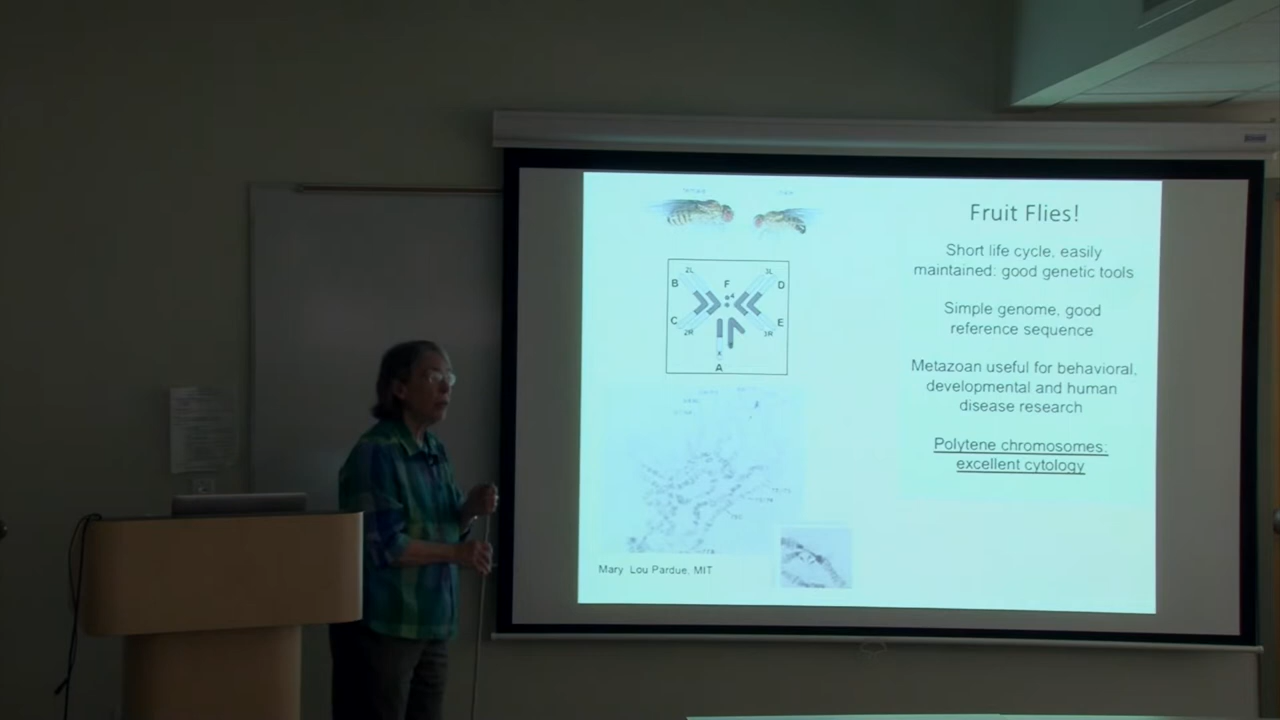 Fruit Flies!
Short life cycle, easily
maintained: good genetic tools
Simple genome, good
reference sequence
Metazoan useful for behavioral,
developmental and human
disease research
Polytene chromosomes:
excellent cytology
2L
3L
B
F
D
4
C
E
2R
3R
X
A
Mary Lou Pardue, MIT